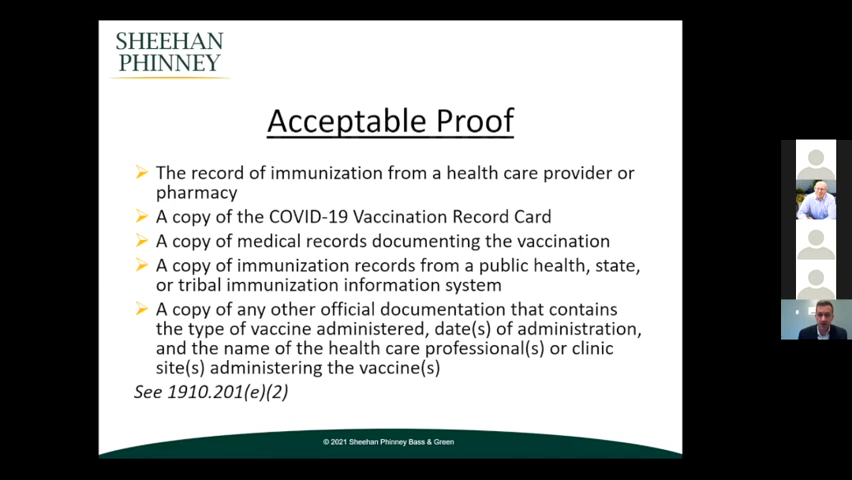 SHEEHAN
PHINNEY
Acceptable Proof
The record of immunization from a health care provider or
pharmacy
A copy of the COVID-19 Vaccination Record Card
A copy of medical records documenting the vaccination
A copy of immunization records from a public health, state,
or tribal immunization information system
A copy of any other official documentation that contains
the type of vaccine administered, date(s) of administration,
and the name of the health care professional(s) or clinic
site(s) administering the vaccine(s)
See 1910.201(e)(2)
© 2021 Sheehan Phinney Bass & Green